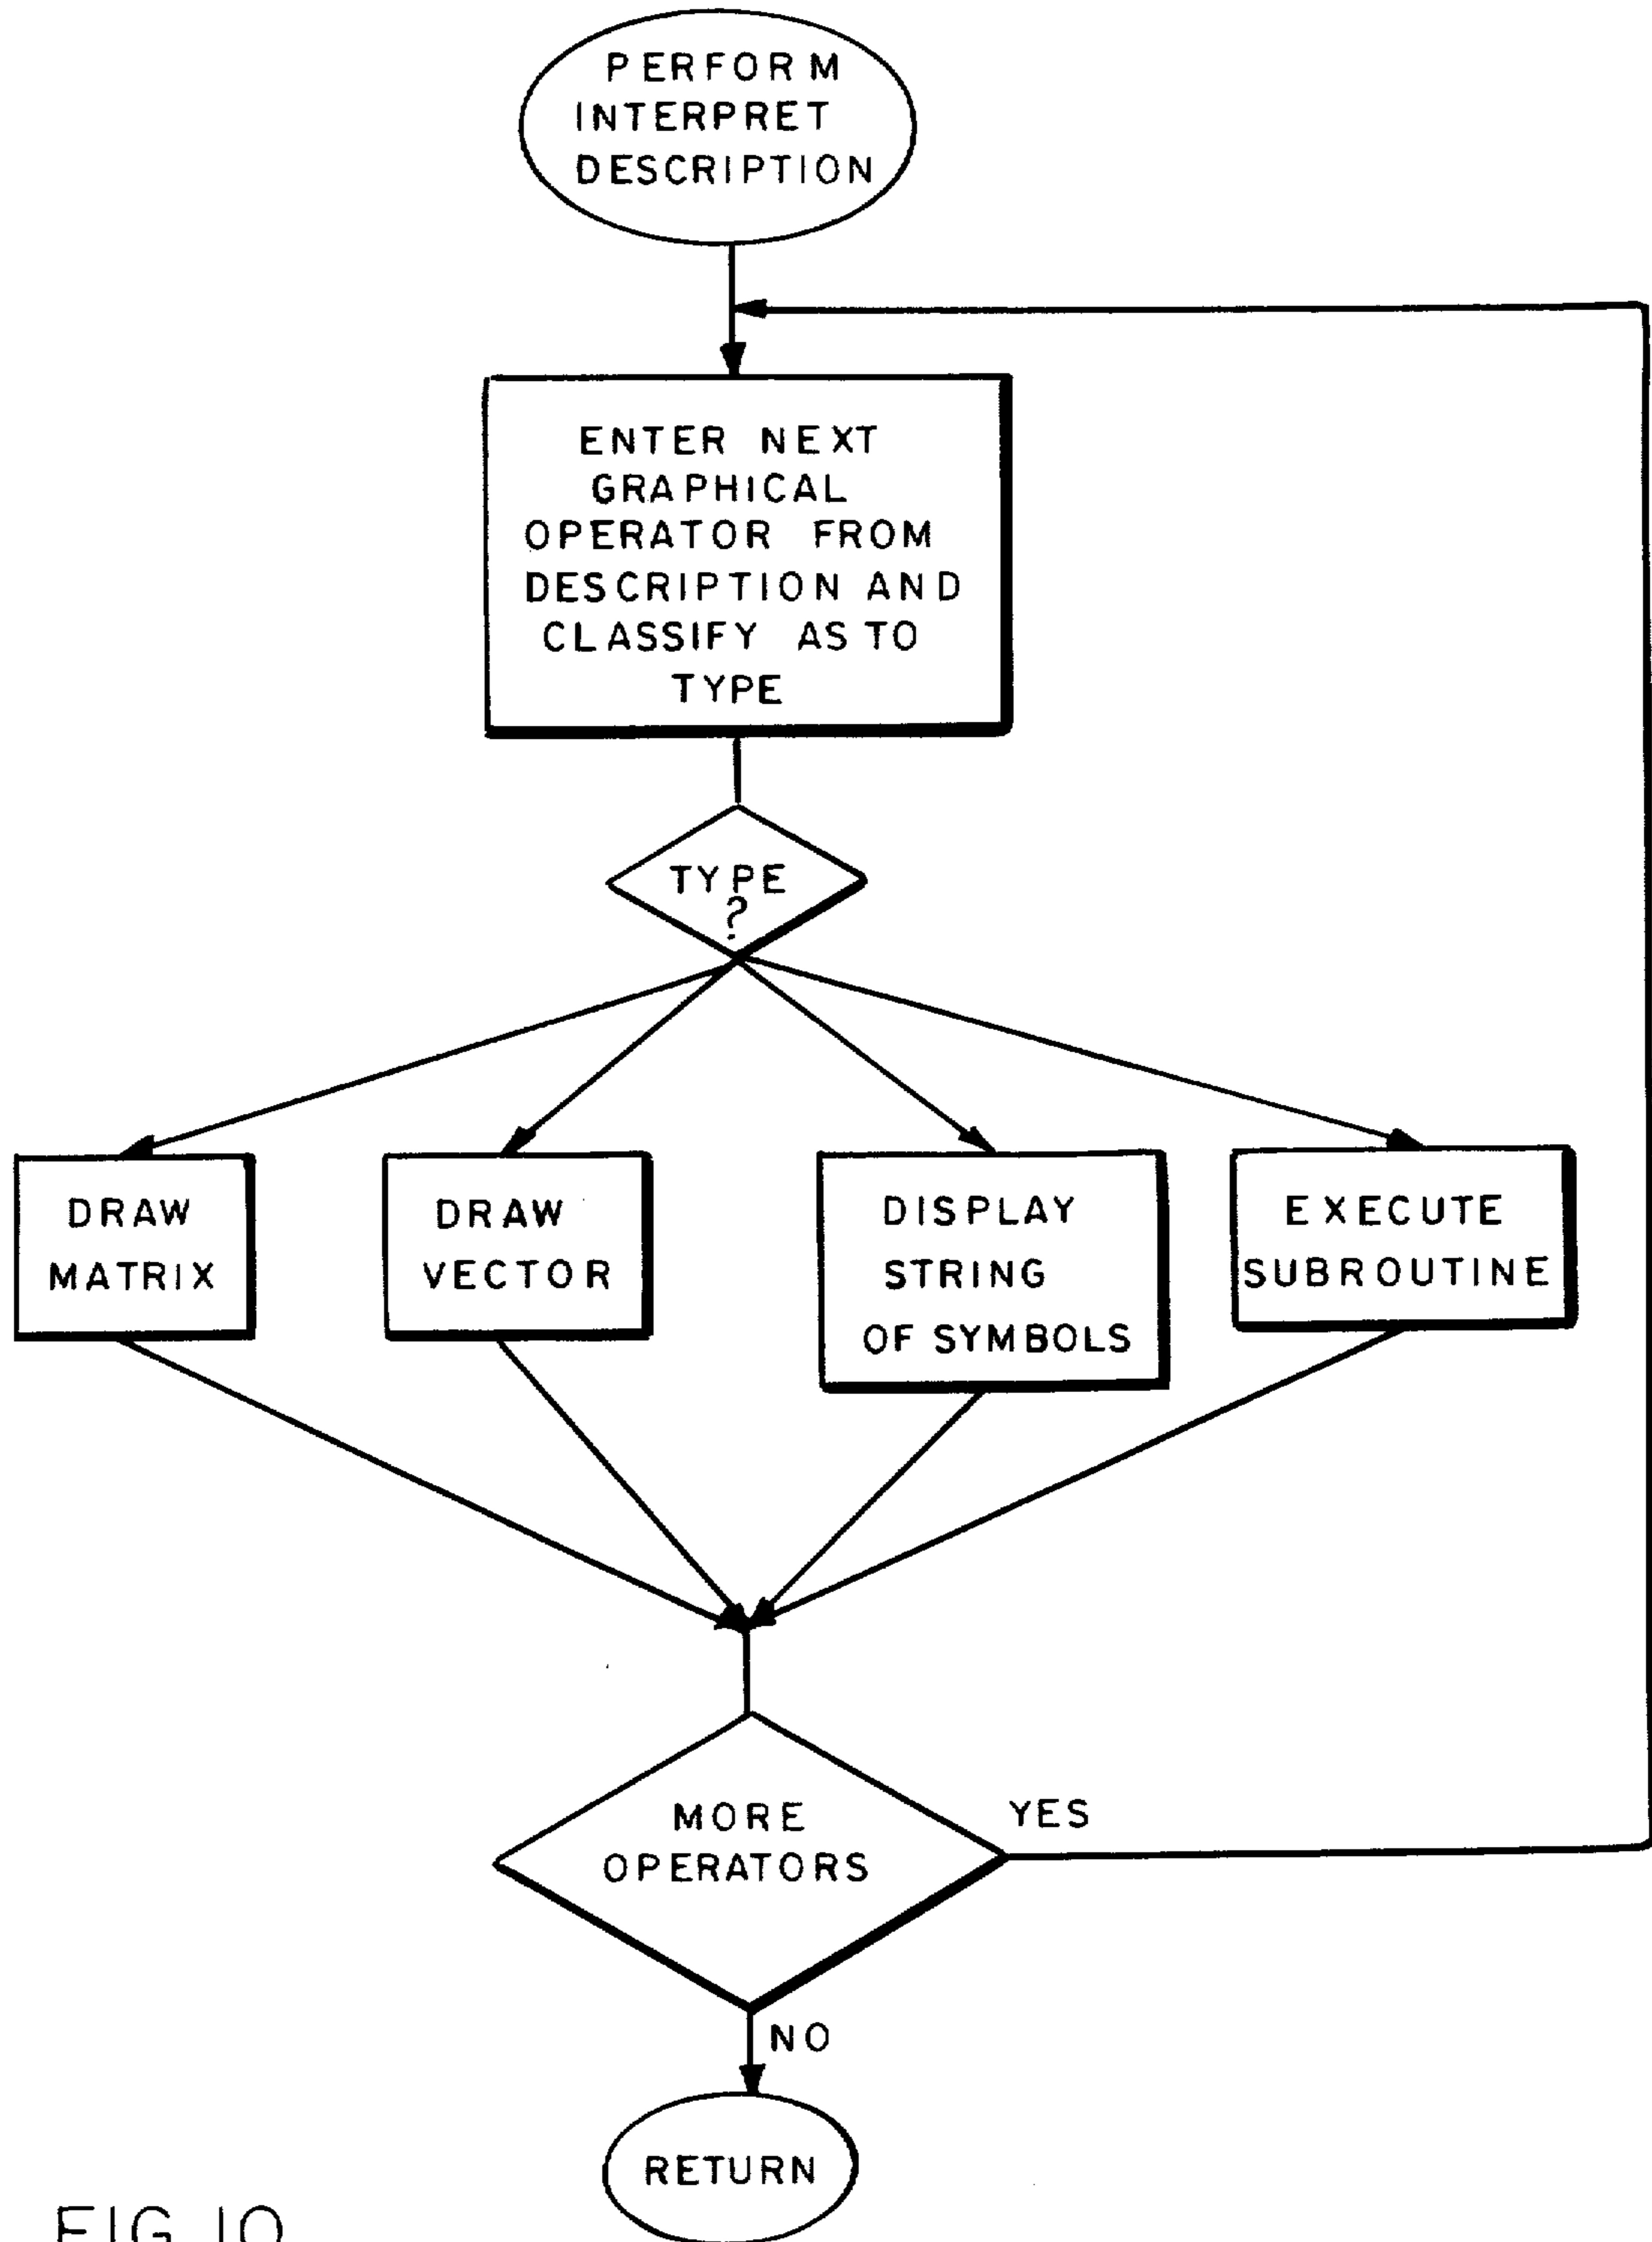 PERFORM
INTERPRET
DESCRIPTION
ENTER NEXT
GRAPHICAL
OPERATOR FROM
DESCRIPTION AND
CLASSIFY AS TO
TYPE
TYPE
?
DRAW
MATRIX
DRAW
VECTOR
DISPLAY
STRING
OF SYMBOLS
EXECUTE
SUBROUTINE
MORE
OPERATORS
YES
NO
RETURN
FIG 10